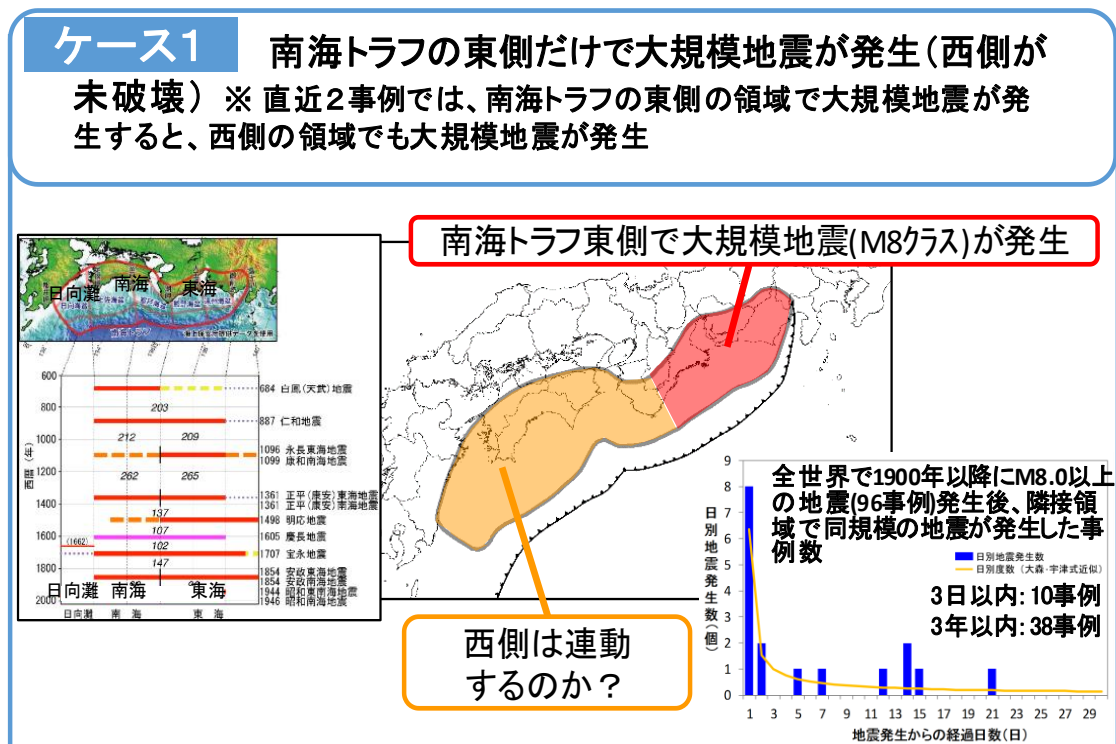 ケース1
南海トラフの東側だけで大規模地震が発生(西側が
未破壊) ※ 直近2事例では、南海トラフの東側の領域で大規模地震が発
生すると、西側の領域でも大規模地震が発生
南海トラフ東側で大規模地震(M8クラス)が発生
日向灘
南海
東海
600
800
1000
1200
1400
1600
1800
2000
西暦(年)
203
212
209
262
265
137
107
102
147
(1662)
684 白鳳(天武)地震
887 仁和地震
1096 永長東海地震
1099 康和南海地震
1361 正平(康安)東海地震
1361 正平(康安)南海地震
1498 明応地震
1605 慶長地震
1707 宝永地震
1854 安政東海地震
1854 安政南海地震
1944 昭和東南海地震
1946 昭和南海地震
日向灘 南海 東海
日向灘 南 海 東 海
西側は連動
するのか?
全世界で1900年以降にM8.0以上
の地震(96事例)発生後、隣接領
域で同規模の地震が発生した事
例数
日別地震発生数
日別度数(大森・宇津式近似)
3日以内: 10事例
3年以内: 38事例
日別地震発生数(個)
9
8
7
6
5
4
3
2
1
0
1 3 5 7 9 11 13 15 17 19 21 23 25 27 29
地震発生からの経過日数(日)